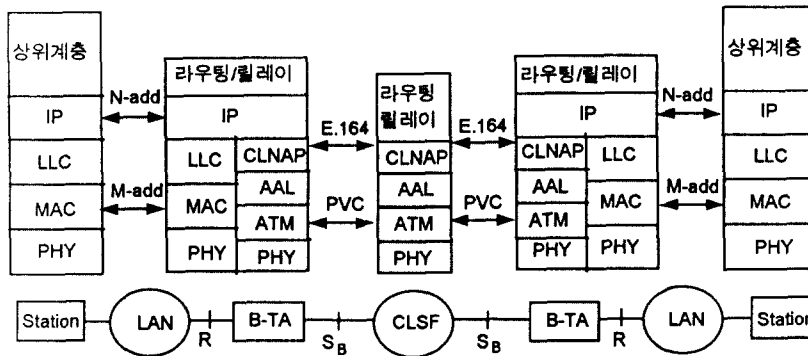 상위계층
IP
LLC
MAC
PHY
N-add
M-add
라우팅/릴레이
IP
LLC
MAC
PHY
CLNAP
AAL
ATM
PHY
E.164
PVC
라우팅
릴레이
CLNAP
AAL
ATM
PHY
E.164
PVC
라우팅/릴레이
IP
CLNAP
AAL
ATM
PHY
LLC
MAC
PHY
N-add
M-add
상위계층
IP
LLC
MAC
PHY
Station
LAN
R
B-TA
SB
CLSF
SB
B-TA
R
LAN
Station